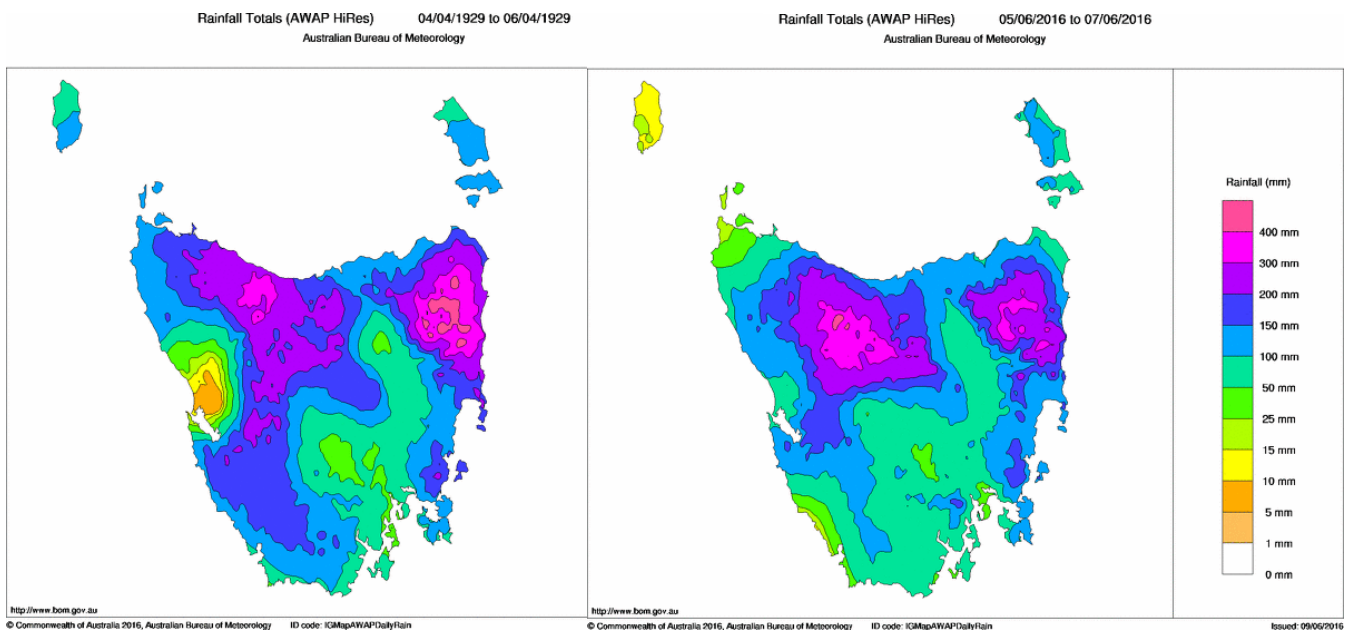 Rainfall Totals (AWAP HiRes) 04/04/1929 to 06/04/1929
Australian Bureau of Meteorology
Rainfall Totals (AWAP HiRes) 05/06/2016 to 07/06/2016
Australian Bureau of Meteorology
Rainfall (mm)
400 mm
300 mm
200 mm
150 mm
100 mm
50 mm
25 mm
15 mm
10 mm
5 mm
1 mm
0 mm
http://www.bom.gov.au
© Commonwealth of Australia 2016, Australian Bureau of Meteorology ID code: IGMapAWAPDailyRain
http://www.bom.gov.au
© Commonwealth of Australia 2016, Australian Bureau of Meteorology ID code: IGMapAWAPDailyRain
Issued: 09/06/2016